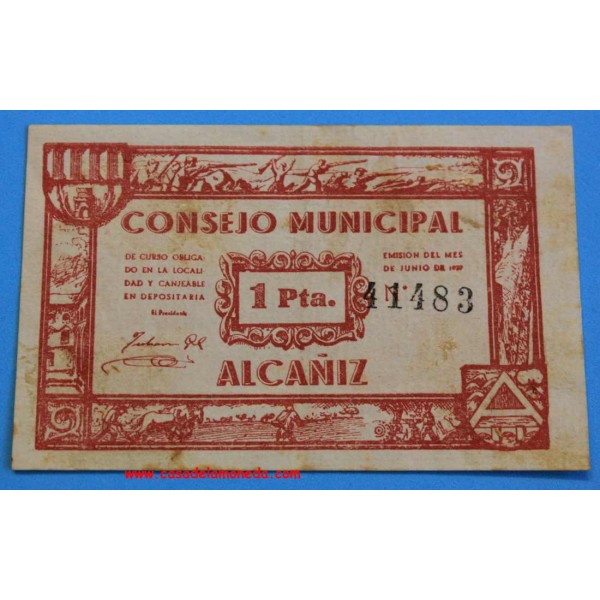 CONSEJO MUNICIPAL
DE CURSO OBLIGA-
DO EN LA LOCALI
DAD Y CANJEABLE
EN DEPOSITARIA
El Presidente
EMISION DEL MES
DE JUNIO DE 1937
1 Pta.
N.º 41483
ALCAÑIZ
www.casadelamoneda.com